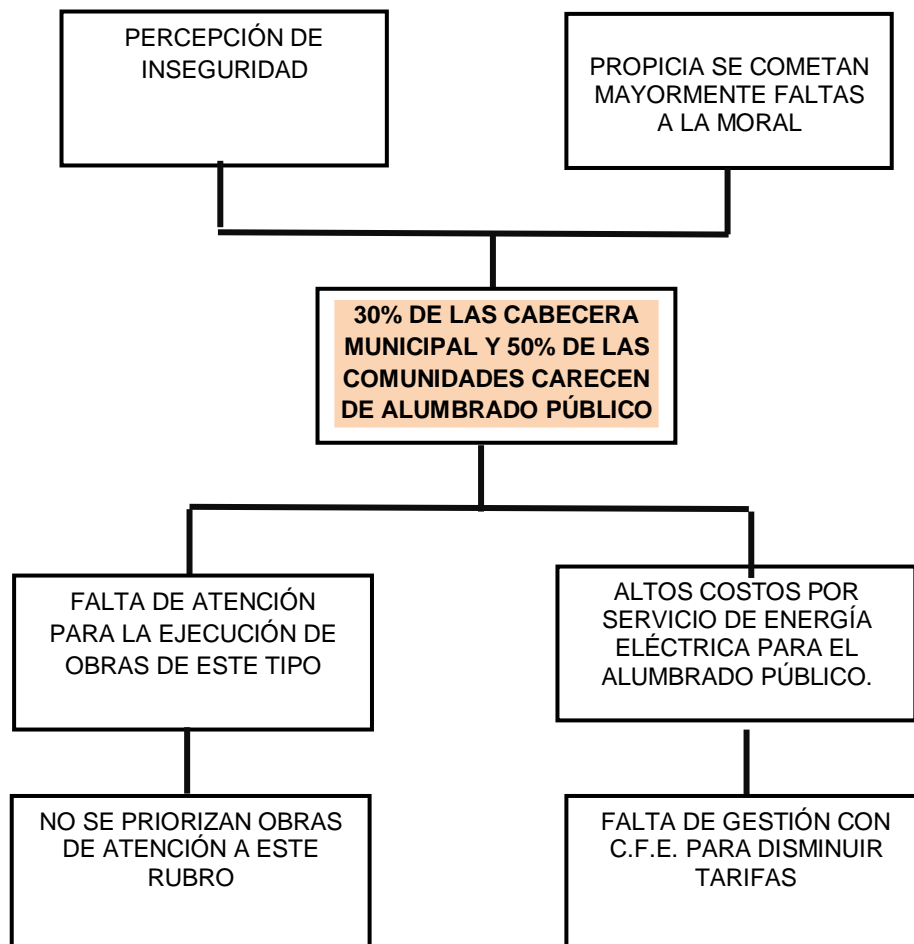 PERCEPCIÓN DE
INSEGURIDAD
PROPICIA SE COMETAN
MAYORMENTE FALTAS
A LA MORAL
30% DE LAS CABECERA
MUNICIPAL Y 50% DE LAS
COMUNIDADES CARECEN
DE ALUMBRADO PÚBLICO
FALTA DE ATENCIÓN
PARA LA EJECUCIÓN DE
OBRAS DE ESTE TIPO
ALTOS COSTOS POR
SERVICIO DE ENERGÍA
ELÉCTRICA PARA EL
ALUMBRADO PÚBLICO.
NO SE PRIORIZAN OBRAS
DE ATENCIÓN A ESTE
RUBRO
FALTA DE GESTIÓN CON
C.F.E. PARA DISMINUIR
TARIFAS